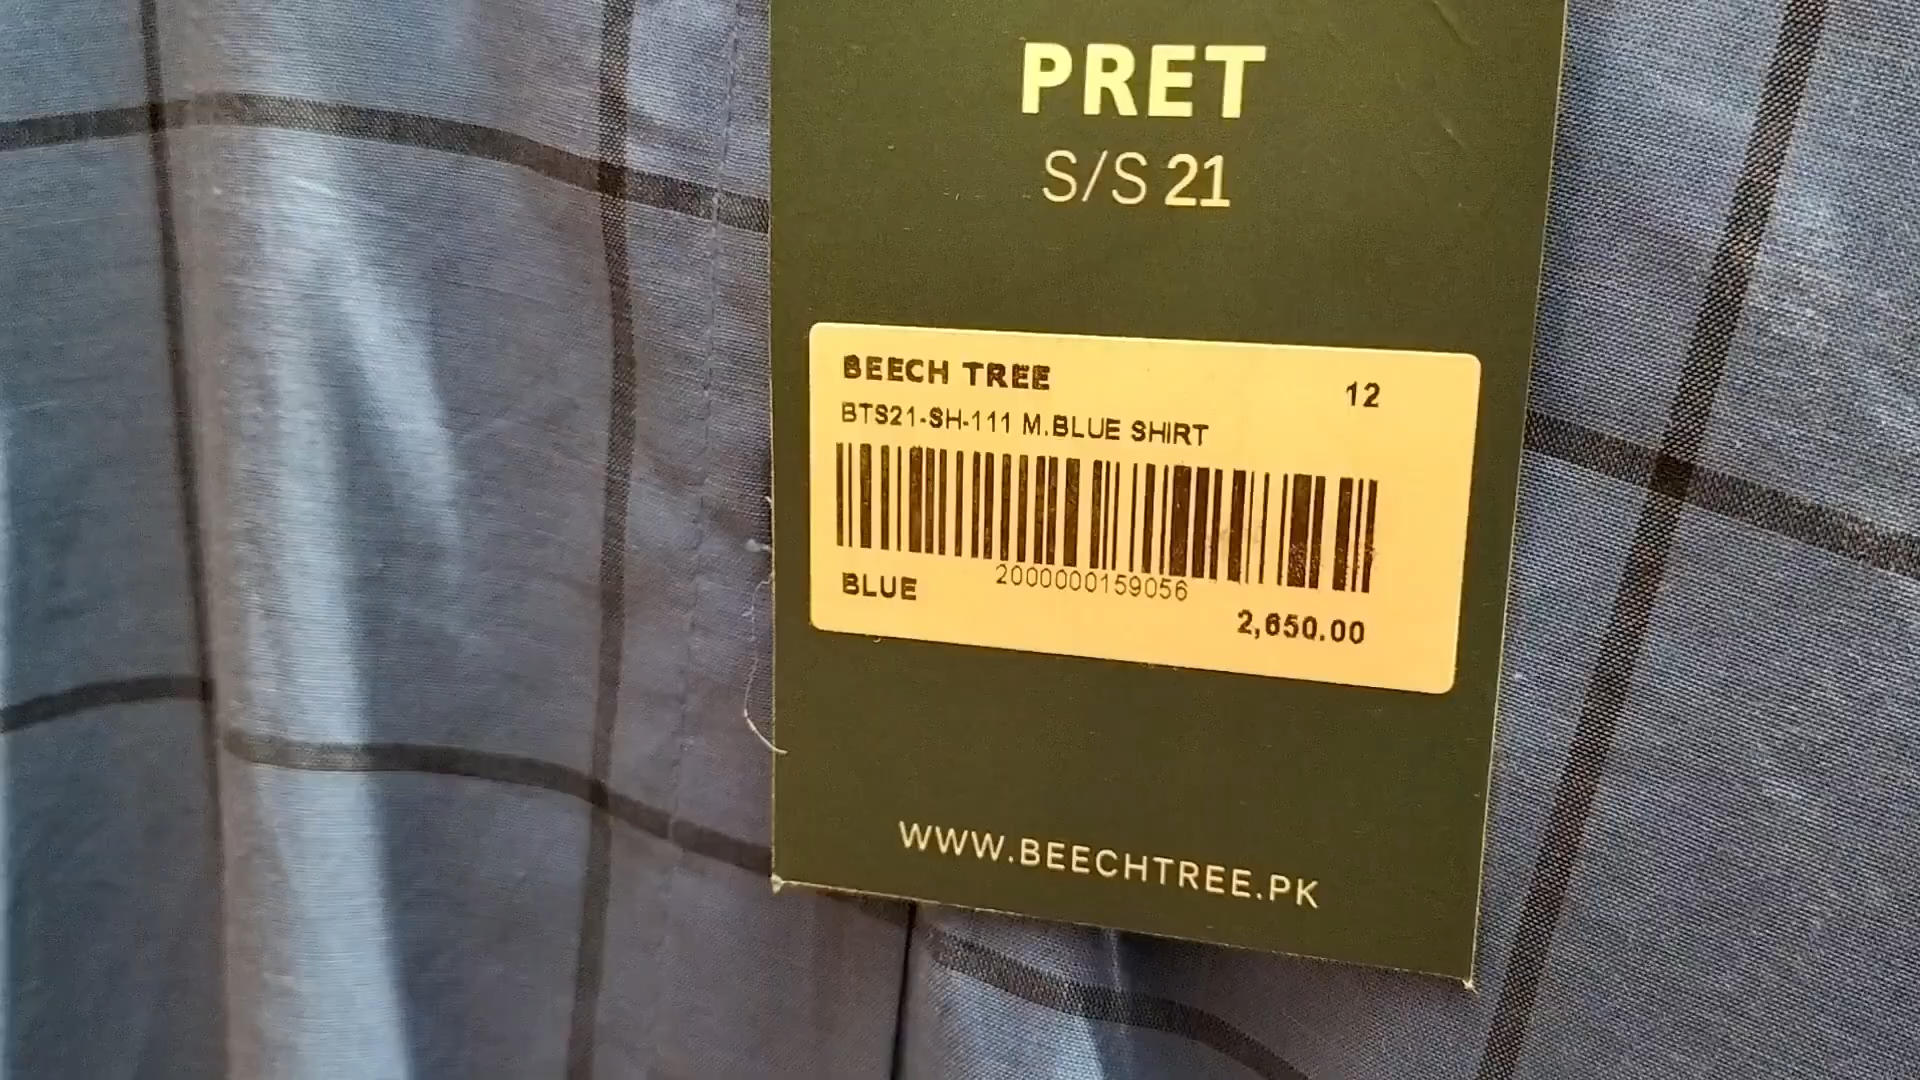 PRET
S/S 21
BEECH TREE 12
BTS21-SH-111 M.BLUE SHIRT
2000000159056
BLUE 2,650.00
WWW.BEECHTREE.PK